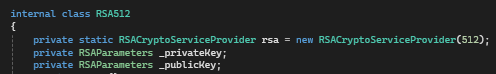 internal class RSA512
{
private static RSACryptoServiceProvider rsa = new RSACryptoServiceProvider(512);
private RSAParameters _privateKey;
private RSAParameters _publicKey;